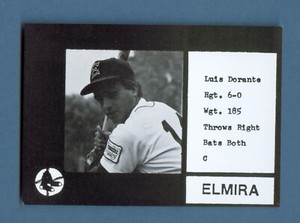 Luis Dorante
Hgt. 6-0
Wgt. 185
Throws Right
Bats Both
C
ELMIRA